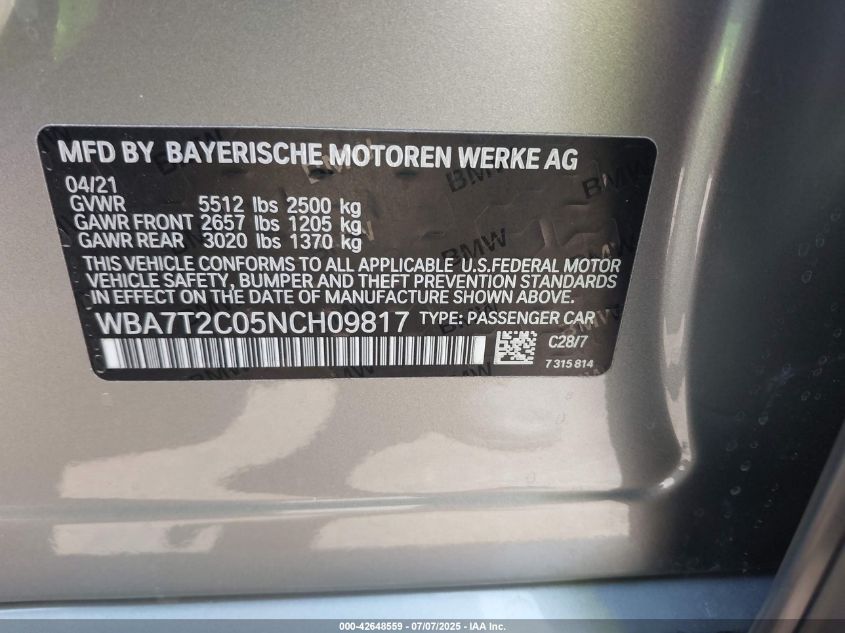 MFD BY BAYERISCHE MOTOREN WERKE AG
04/21
GVWR 5512 lbs 2500 kg
GAWR FRONT 2657 lbs 1205 kg
GAWR REAR 3020 lbs 1370 kg
THIS VEHICLE CONFORMS TO ALL APPLICABLE U.S.FEDERAL MOTOR
VEHICLE SAFETY, BUMPER AND THEFT PREVENTION STANDARDS
IN EFFECT ON THE DATE OF MANUFACTURE SHOWN ABOVE.
WBA7T2C05NCH09817 TYPE: PASSENGER CAR
C28/7
7 315 814
000-42648559 - 07/07/2025 - IAA Inc.